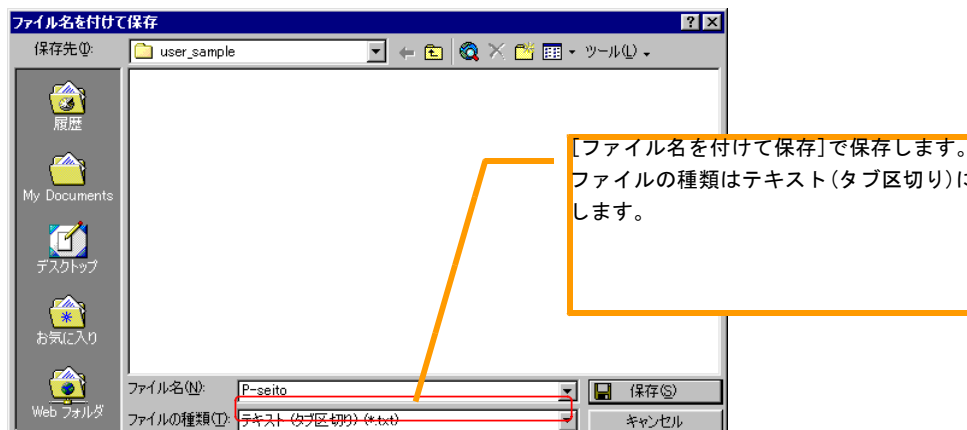 ファイル名を付けて保存
保存先(I):
user_sample
ツール(L)
履歴
My Documents
デスクトップ
お気に入り
Web フォルダ
[ファイル名を付けて保存]で保存します。
ファイルの種類はテキスト(タブ区切り)に
します。
ファイル名(N):
P-seito
保存(S)
ファイルの種類(T):
テキスト (タブ区切り) (*.txt)
キャンセル